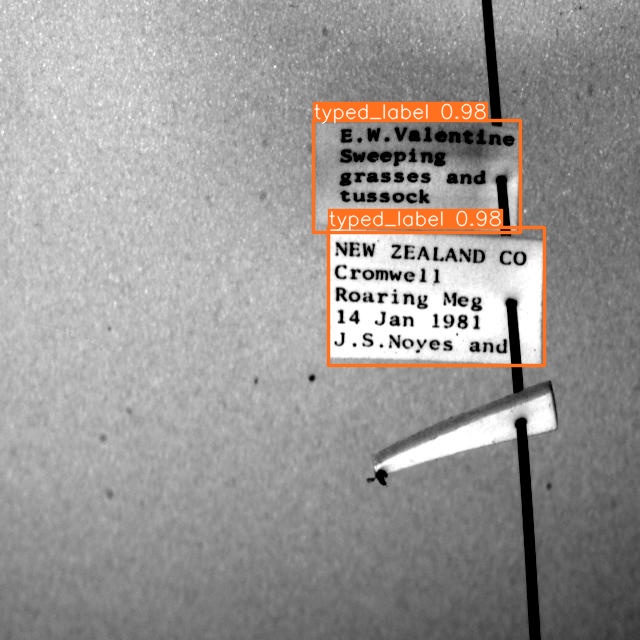 typed_label 0.98
E.W.Valentine
Sweeping
grasses and
tussock
typed_label 0.98
NEW ZEALAND CO
Cromwell
Roaring Meg
14 Jan 1981
J.S.Noyes and